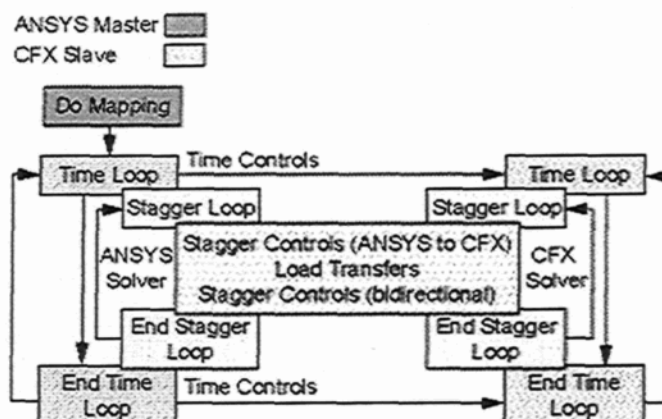 ANSYS Master
CFX Slave
Do Mapping
Time Loop
Time Controls
Time Loop
Stagger Loop
Stagger Loop
ANSYS
Solver
Stagger Controls (ANSYS to CFX)
Load Transfers
Stagger Controls (bidirectional)
CFX
Solver
End Stagger
Loop
End Stagger
Loop
End Time
Loop
Time Controls
End Time
Loop